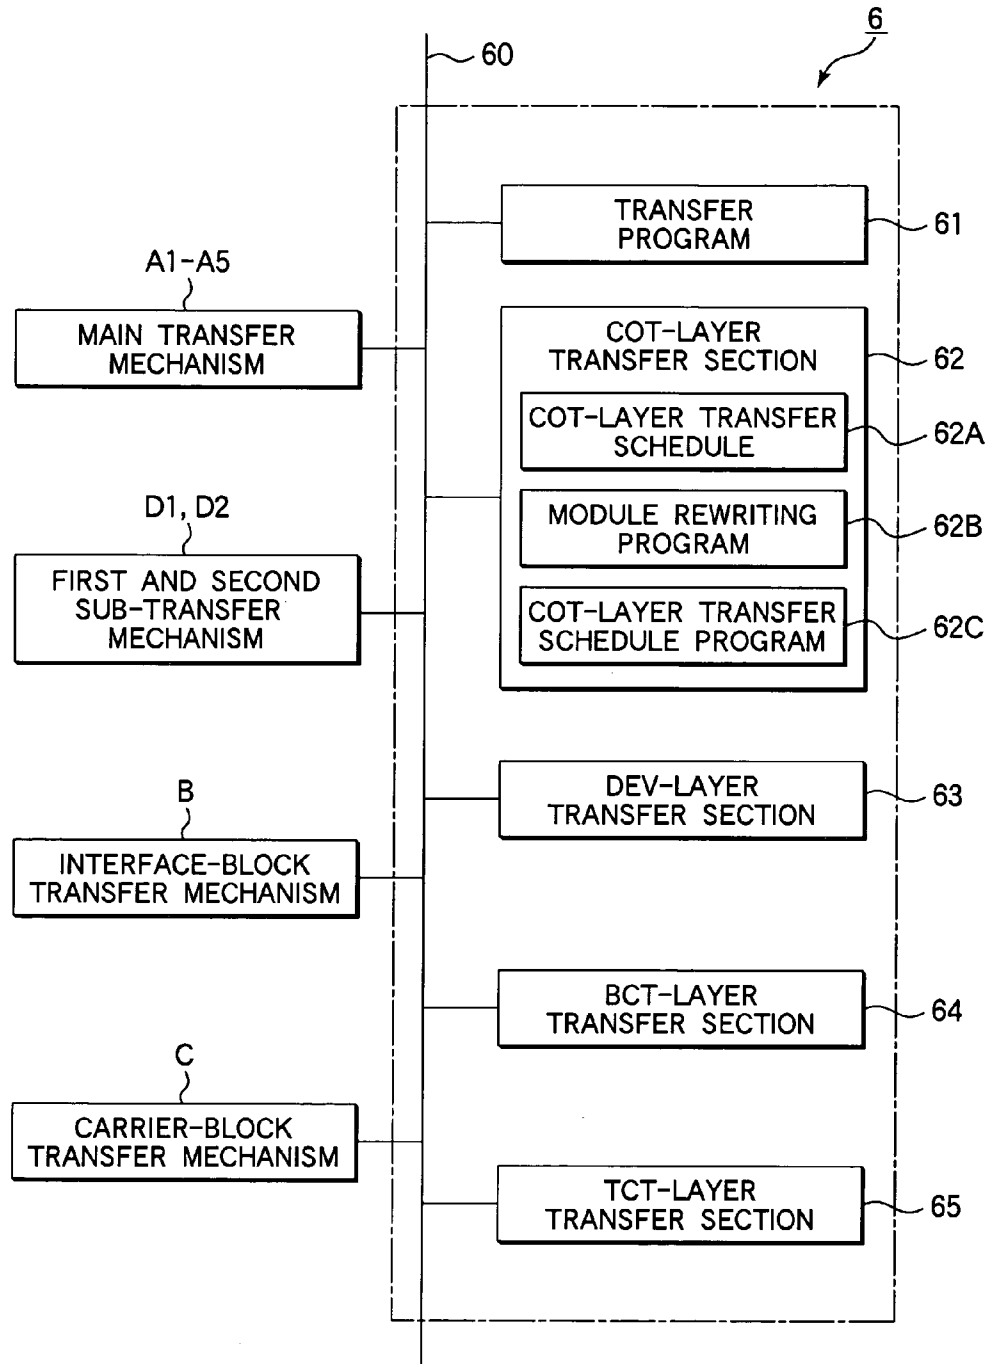 6
60
TRANSFER
PROGRAM
61
A1-A5
MAIN TRANSFER
MECHANISM
COT-LAYER
TRANSFER SECTION
62
COT-LAYER TRANSFER
SCHEDULE
62A
MODULE REWRITING
PROGRAM
62B
COT-LAYER TRANSFER
SCHEDULE PROGRAM
62C
D1, D2
FIRST AND SECOND
SUB-TRANSFER
MECHANISM
DEV-LAYER
TRANSFER SECTION
63
B
INTERFACE-BLOCK
TRANSFER MECHANISM
BCT-LAYER
TRANSFER SECTION
64
C
CARRIER-BLOCK
TRANSFER MECHANISM
TCT-LAYER
TRANSFER SECTION
65